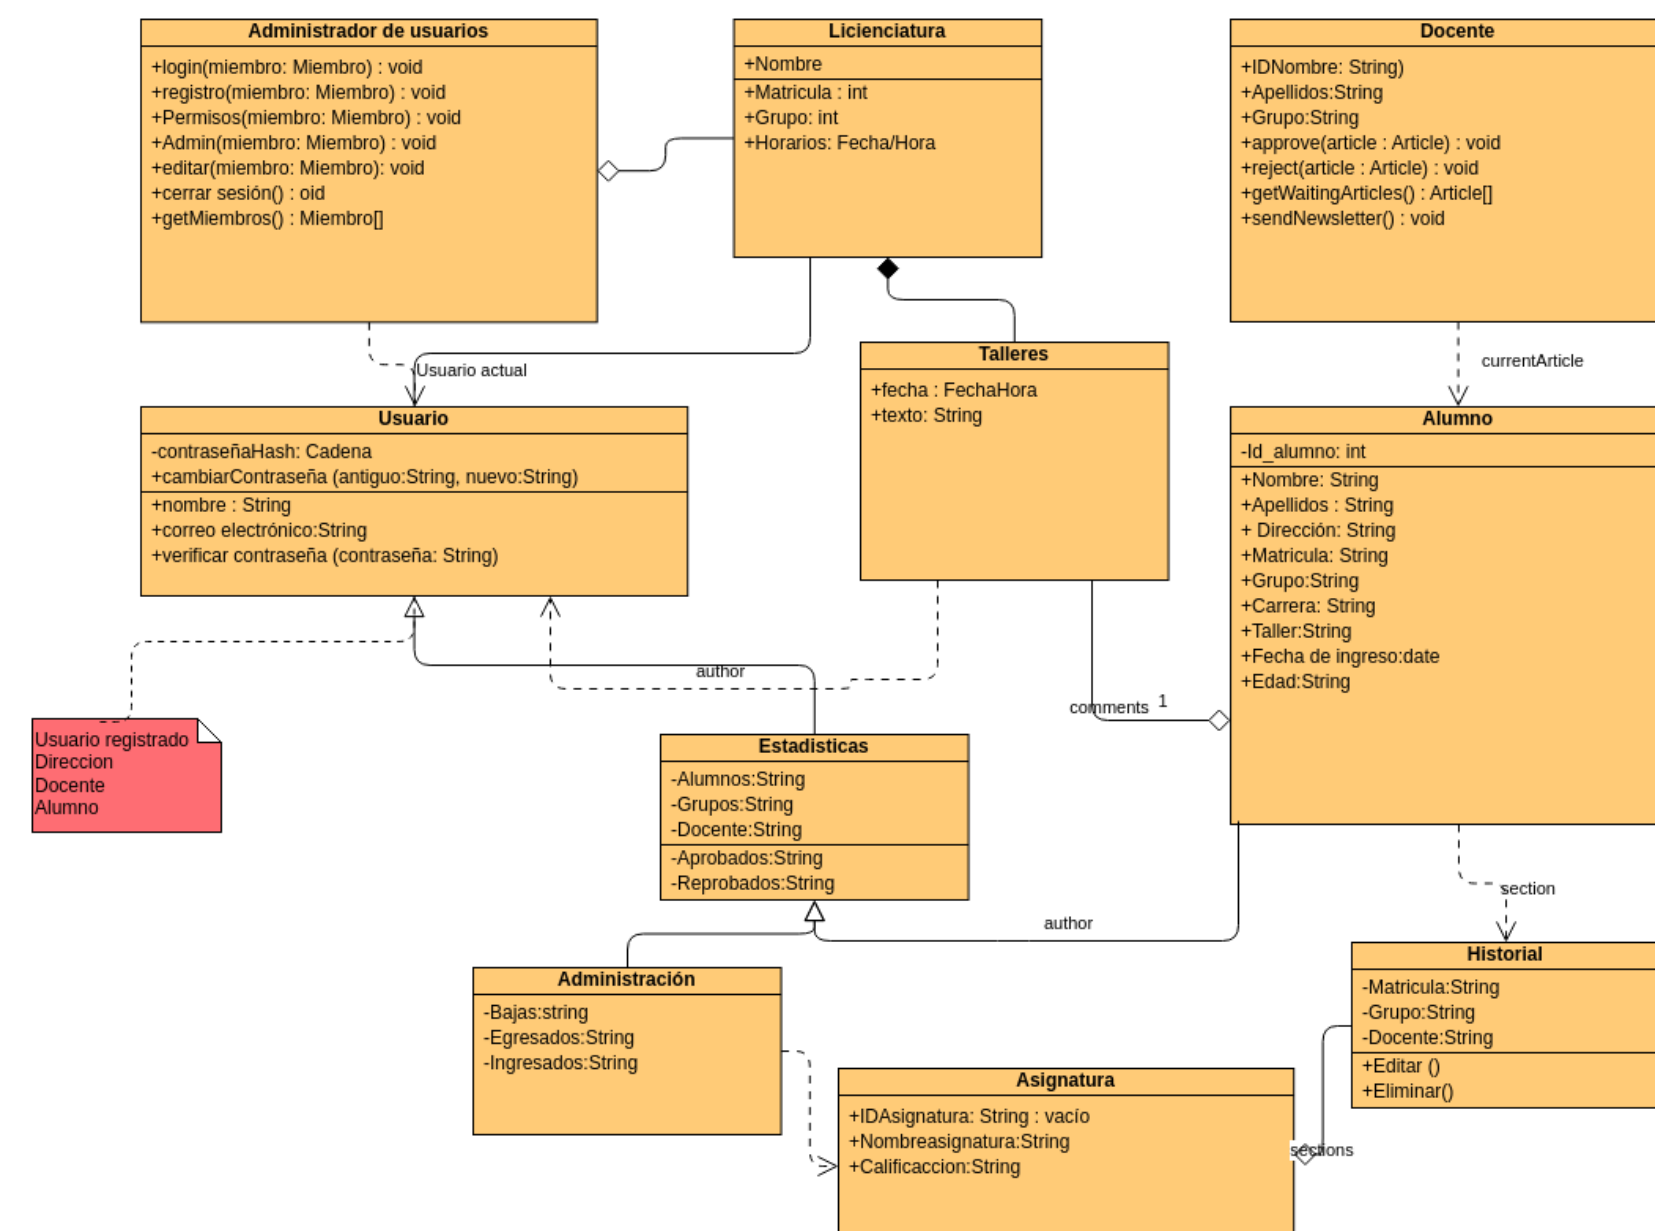 Administrador de usuarios
+login(miembro: Miembro) : void
+registro(miembro: Miembro) : void
+Permisos(miembro: Miembro) : void
+Admin(miembro: Miembro) : void
+editar(miembro: Miembro): void
+cerrar sesión() : oid
+getMiembros() : Miembro[]
Licienciatura
+Nombre
+Matricula : int
+Grupo: int
+Horarios: Fecha/Hora
Docente
+IDNombre: String)
+Apellidos:String
+Grupo:String
+approve(article : Article) : void
+reject(article : Article) : void
+getWaitingArticles() : Article[]
+sendNewsletter() : void
Usuario actual
currentArticle
Usuario
-contraseñaHash: Cadena
+cambiarContraseña (antiguo:String, nuevo:String)
+nombre : String
+correo electrónico:String
+verificar contraseña (contraseña: String)
Talleres
+fecha : FechaHora
+texto: String
Alumno
-Id_alumno: int
+Nombre: String
+Apellidos : String
+ Dirección: String
+Matricula: String
+Grupo:String
+Carrera: String
+Taller:String
+Fecha de ingreso:date
+Edad:String
author
comments
1
Usuario registrado
Direccion
Docente
Alumno
Estadisticas
-Alumnos:String
-Grupos:String
-Docente:String
-Aprobados:String
-Reprobados:String
author
section
Administración
-Bajas:string
-Egresados:String
-Ingresados:String
Historial
-Matricula:String
-Grupo:String
-Docente:String
+Editar ()
+Eliminar()
Asignatura
+IDAsignatura: String : vacío
+Nombreasignatura:String
+Calificaccion:String
sections